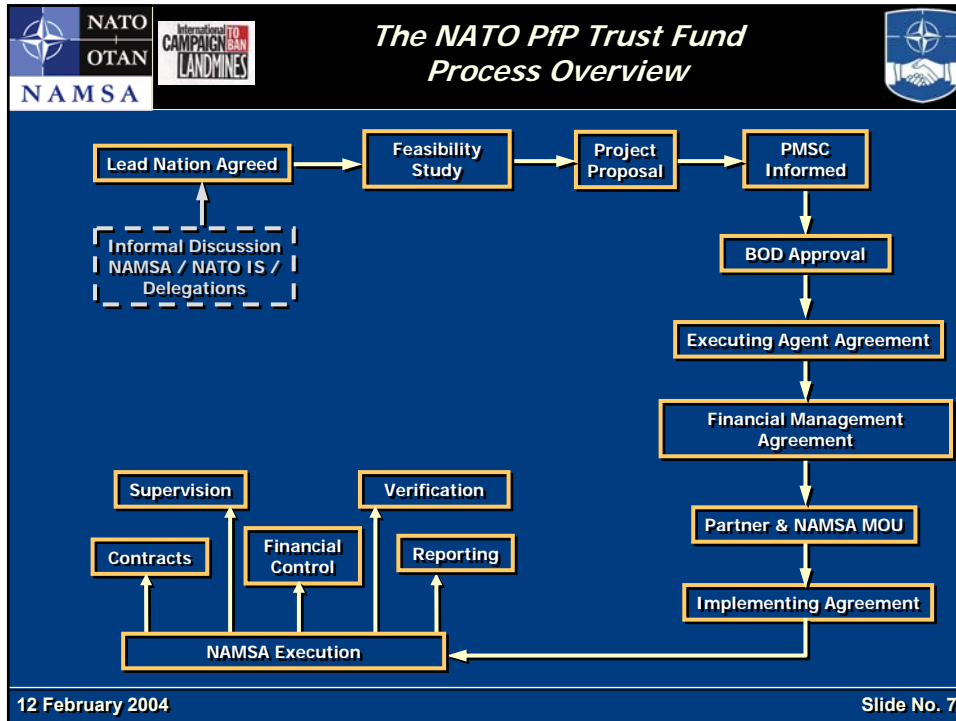 NATO
OTAN
NAMSA
International
CAMPAIGN TO BAN
LANDMINES
The NATO PfP Trust Fund
Process Overview
Lead Nation Agreed
Feasibility
Study
Project
Proposal
PMSC
Informed
Informal Discussion
NAMSA / NATO IS /
Delegations
BOD Approval
Executing Agent Agreement
Financial Management
Agreement
Partner & NAMSA MOU
Implementing Agreement
Supervision
Verification
Contracts
Financial
Control
Reporting
NAMSA Execution
12 February 2004
Slide No. 7